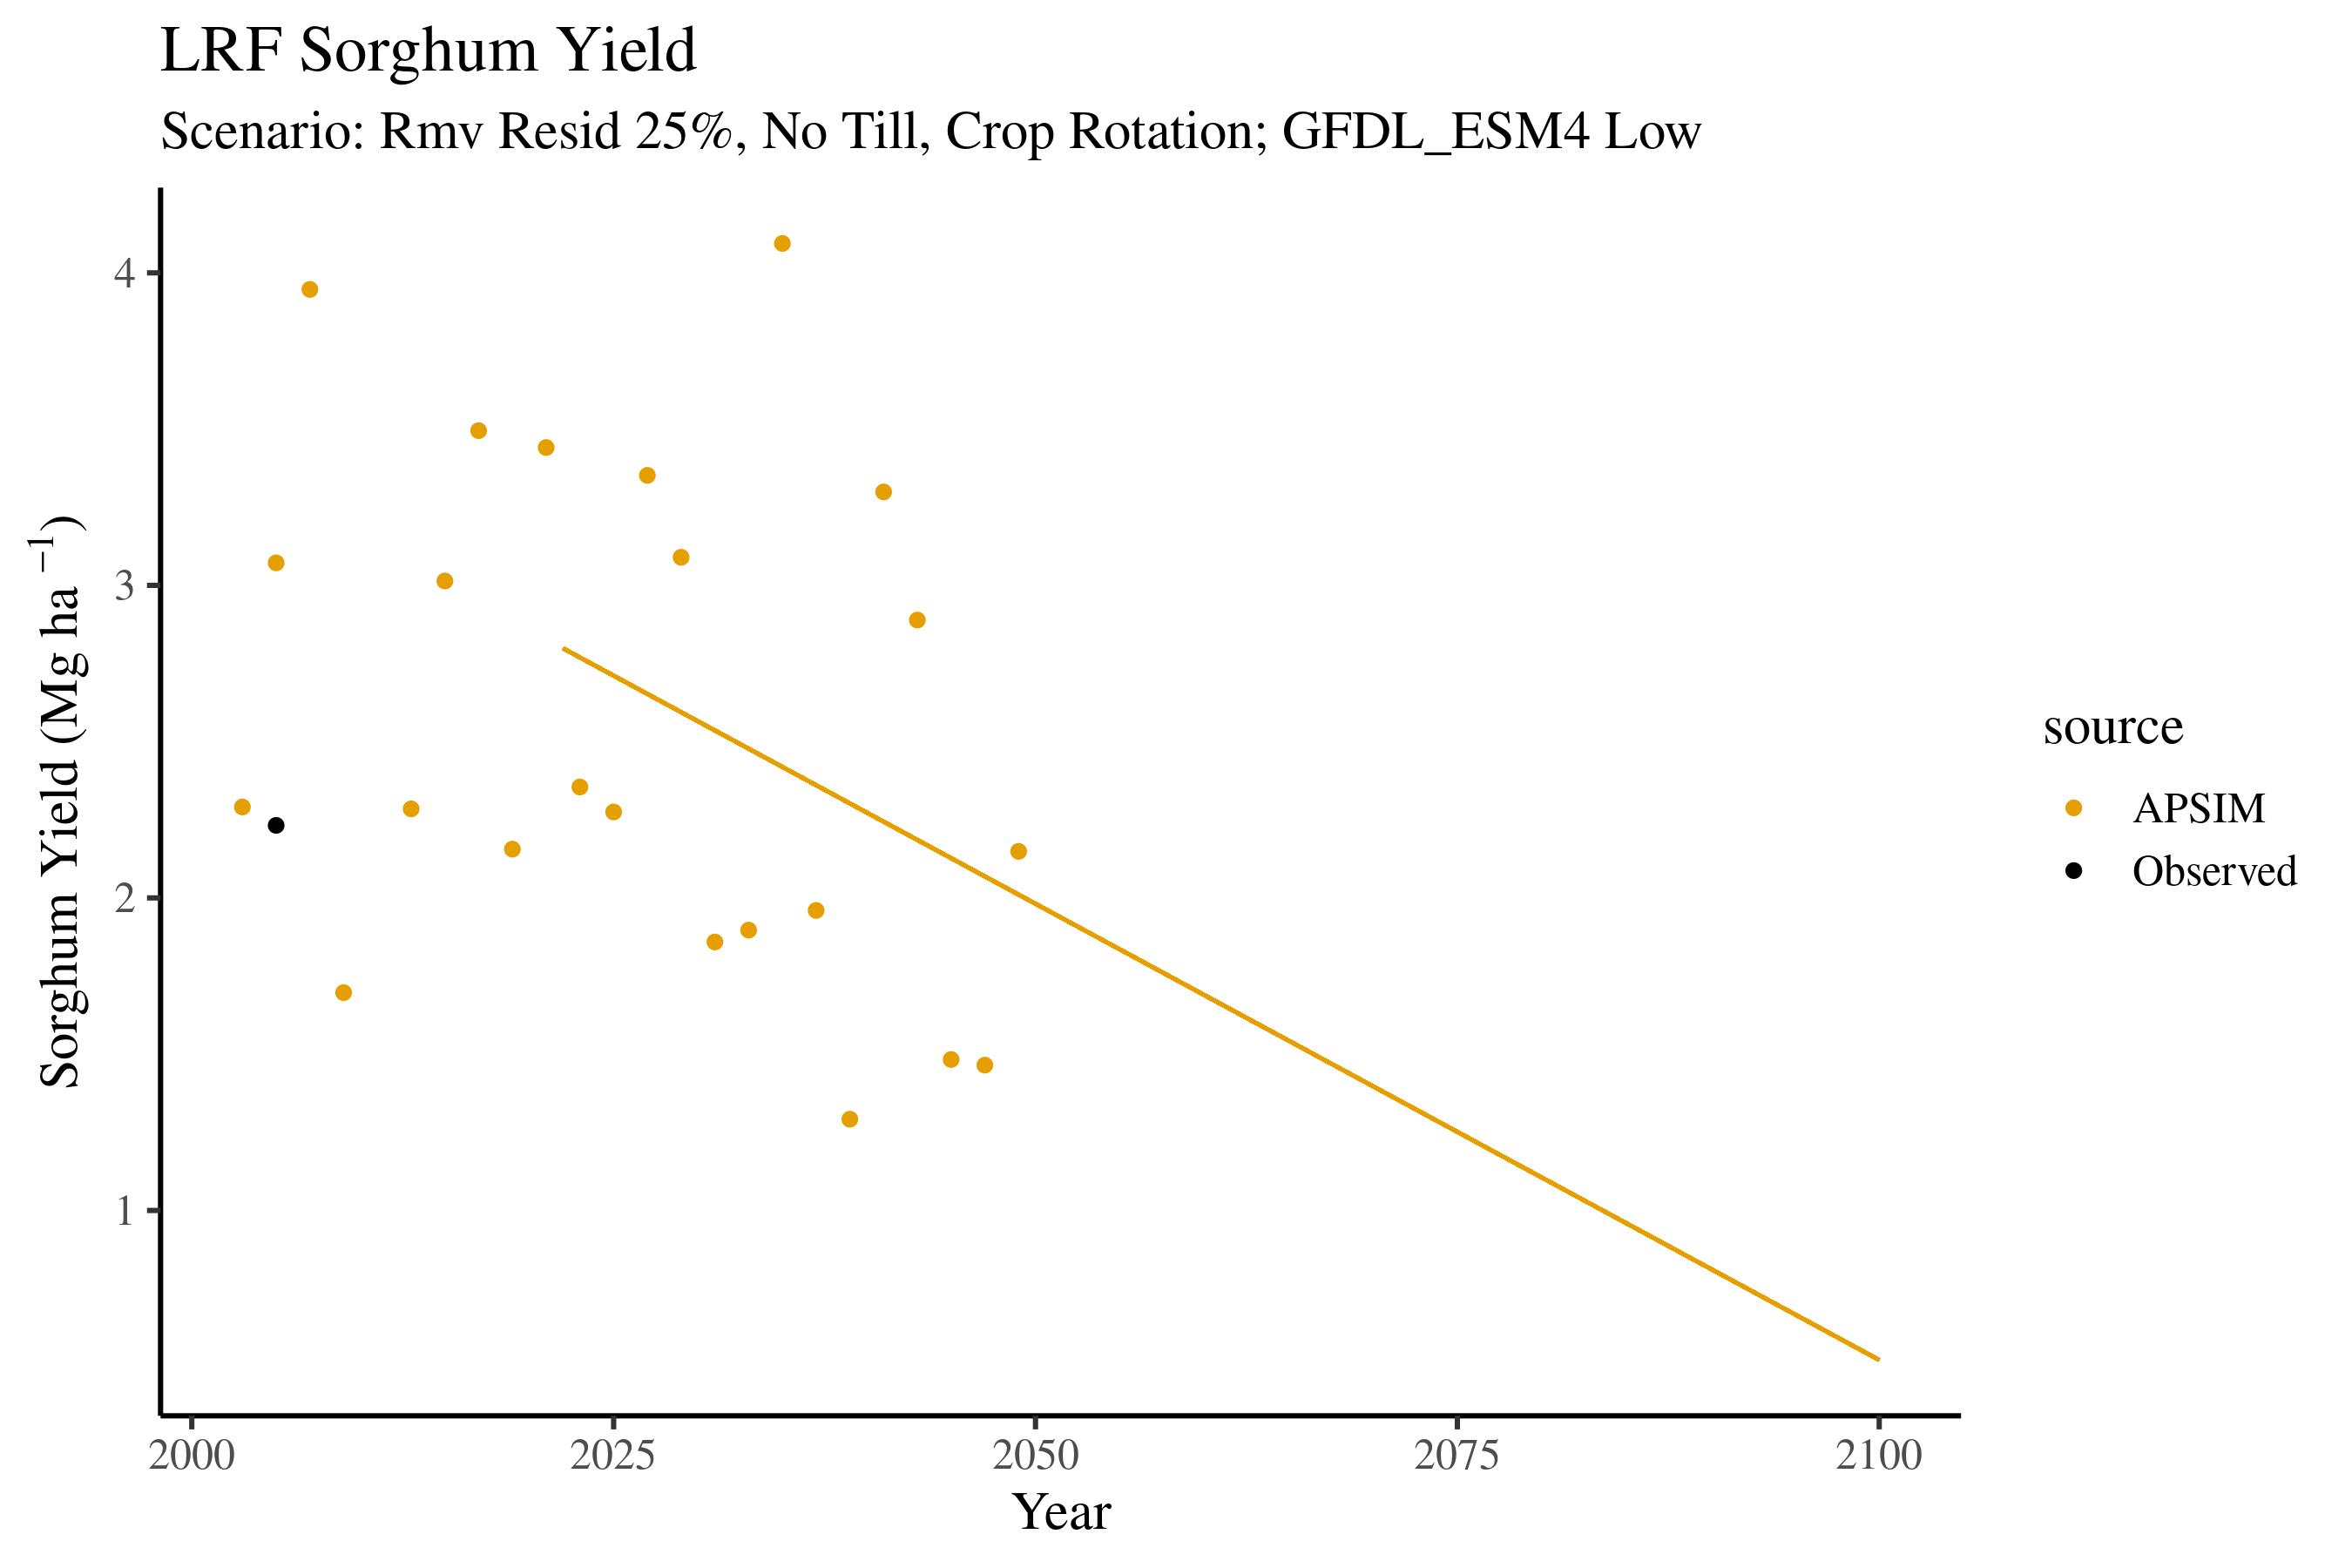 LRF Sorghum Yield
Scenario: Rmv Resid 25%, No Till, Crop Rotation; GFDL_ESM4 Low
Sorghum Yield (Mg ha −1)
4
3
2
1
2000
2025
2050
2075
2100
Year
source
APSIM
Observed